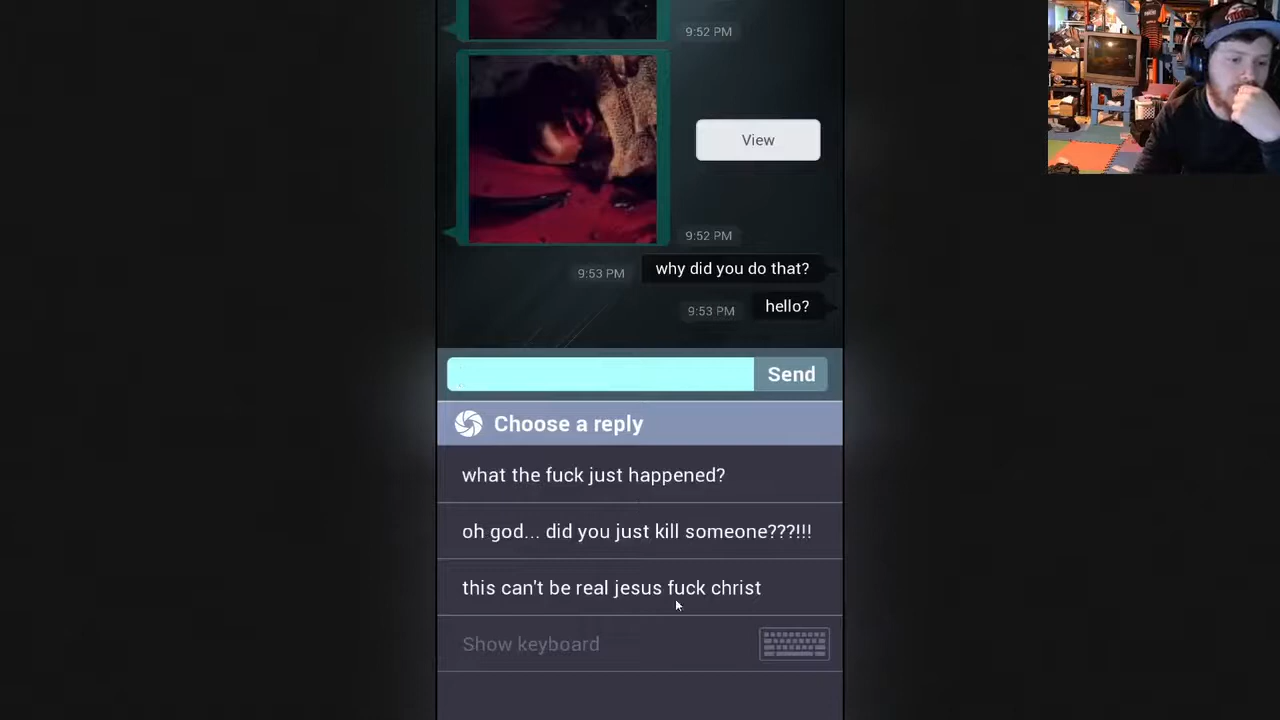 9:52 PM
View
9:52 PM
9:53 PM why did you do that?
9:53 PM hello?
Send
Choose a reply
what the fuck just happened?
oh god... did you just kill someone???!!!
this can't be real jesus fuck christ
Show keyboard